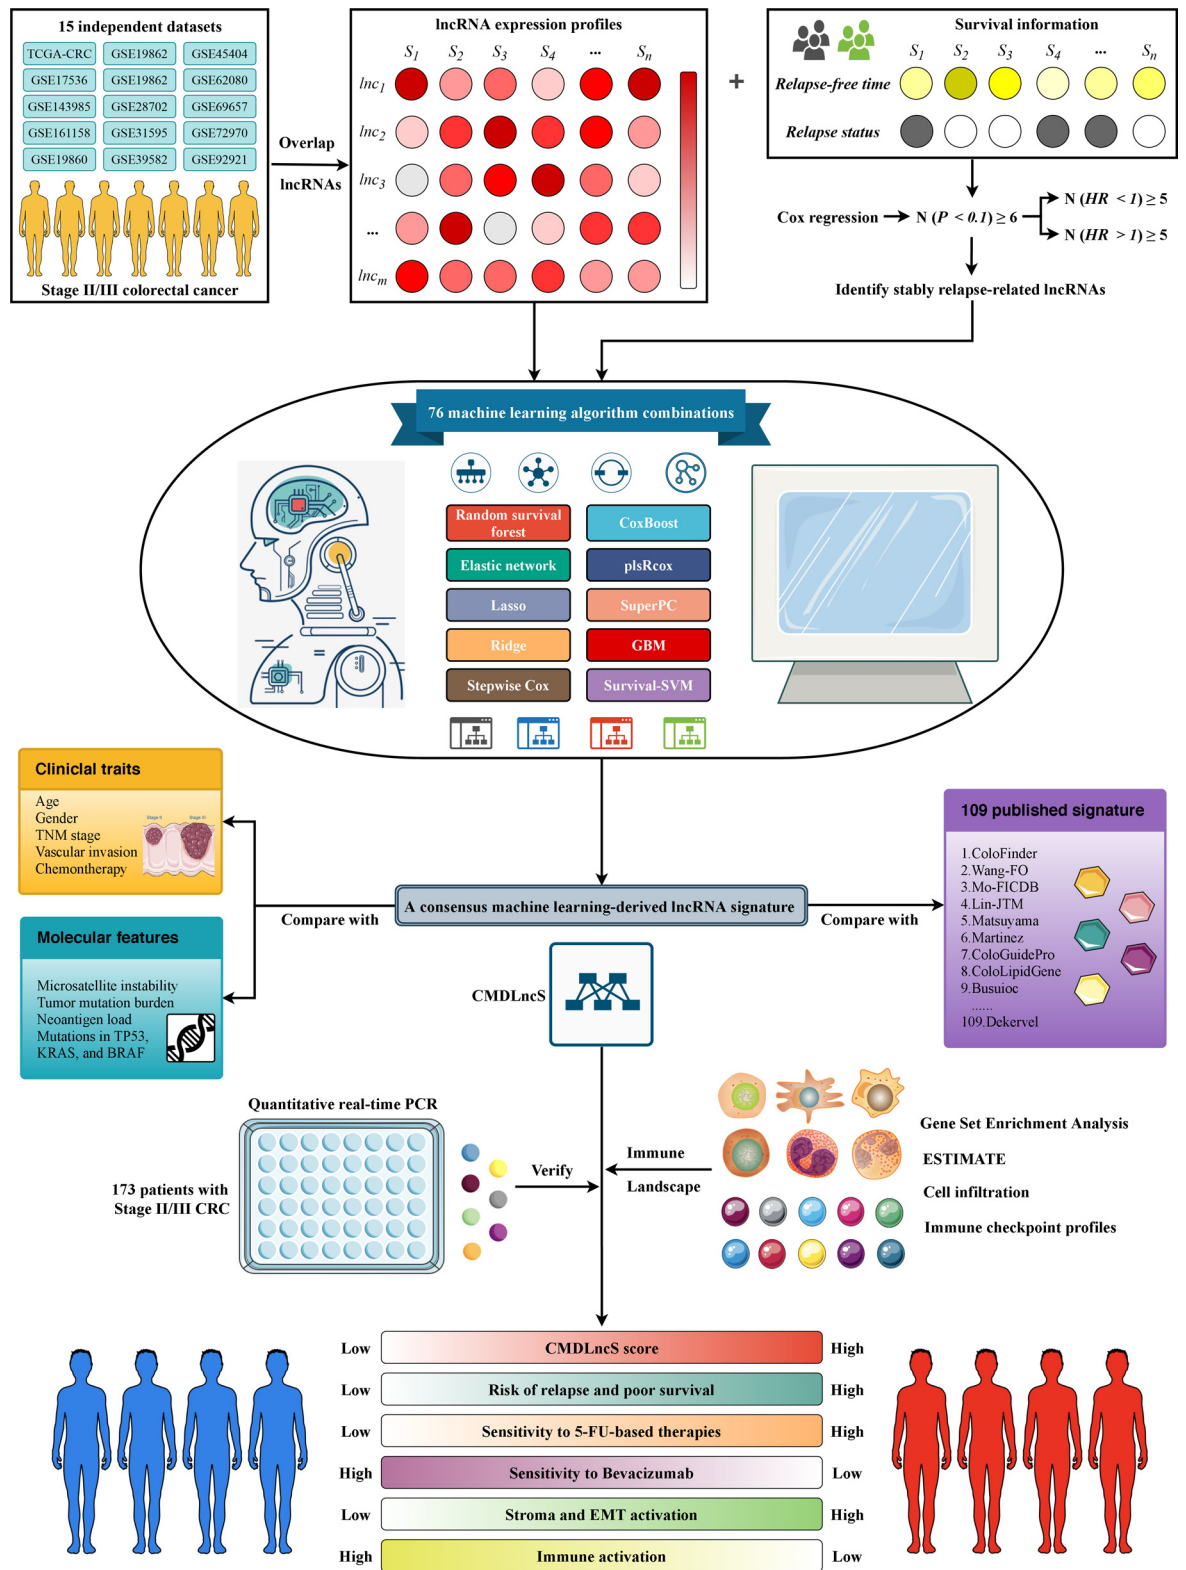 15 independent datasets
TCGA-CRC GSE19862 GSE45404
GSE17536 GSE19862 GSE62080
GSE143985 GSE28702 GSE69657
GSE161158 GSE31595 GSE72970
GSE19860 GSE39582 GSE92921
Stage II/III colorectal cancer
Overlap
lncRNAs
lncRNA expression profiles
S1 S2 S3 S4 ... Sn
lnc1
lnc2
lnc3
...
lncm
+
Survival information
S1 S2 S3 S4 ... Sn
Relapse-free time
Relapse status
Cox regression
N (P < 0.1) ≥ 6
N (HR < 1) ≥ 5
N (HR > 1) ≥ 5
Identify stably relapse-related lncRNAs
76 machine learning algorithm combinations
Random survival
forest
CoxBoost
Elastic network
plsRcox
Lasso
SuperPC
Ridge
GBM
Stepwise Cox
Survival-SVM
Cliniclal traits
Age
Gender
TNM stage
Vascular invasion
Chemontherapy
Stage II Stage III
Compare with
A consensus machine learning-derived lncRNA signature
Compare with
CMDLncS
Molecular features
Microsatellite instability
Tumor mutation burden
Neoantigen load
Mutations in TP53,
KRAS, and BRAF
109 published signature
1.ColoFinder
2.Wang-FO
3.Mo-FICDB
4.Lin-JTM
5.Matsuyama
6.Martinez
7.ColoGuidePro
8.ColoLipidGene
9.Busuioc
......
109.Dekervel
Quantitative real-time PCR
173 patients with
Stage II/III CRC
Verify
Immune
Landscape
Gene Set Enrichment Analysis
ESTIMATE
Cell infiltration
Immune checkpoint profiles
Low CMDLncS score High
Low Risk of relapse and poor survival High
Low Sensitivity to 5-FU-based therapies High
High Sensitivity to Bevacizumab Low
Low Stroma and EMT activation High
High Immune activation Low